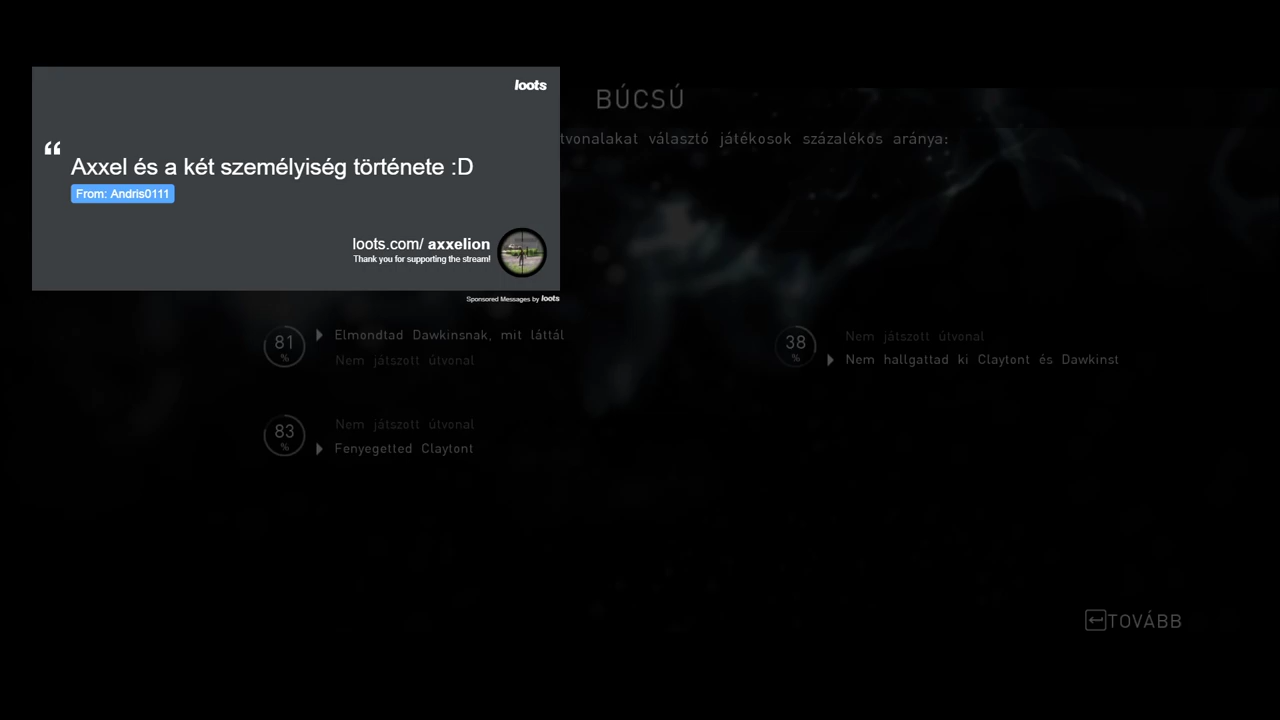 loots
“
Axxel és a két személyiség története :D
From: Andris0111
loots.com/ axxelion
Thank you for supporting the stream!
Sponsored Messages by loots
BÚCSÚ
tvonalakat választó játékosok százalékos aránya:
81
%
Elmondtad Dawkinsnak, mit láttál
Nem játszott útvonal
38
%
Nem játszott útvonal
Nem hallgattad ki Claytont és Dawkinst
83
%
Nem játszott útvonal
Fenyegetted Claytont
TOVÁBB